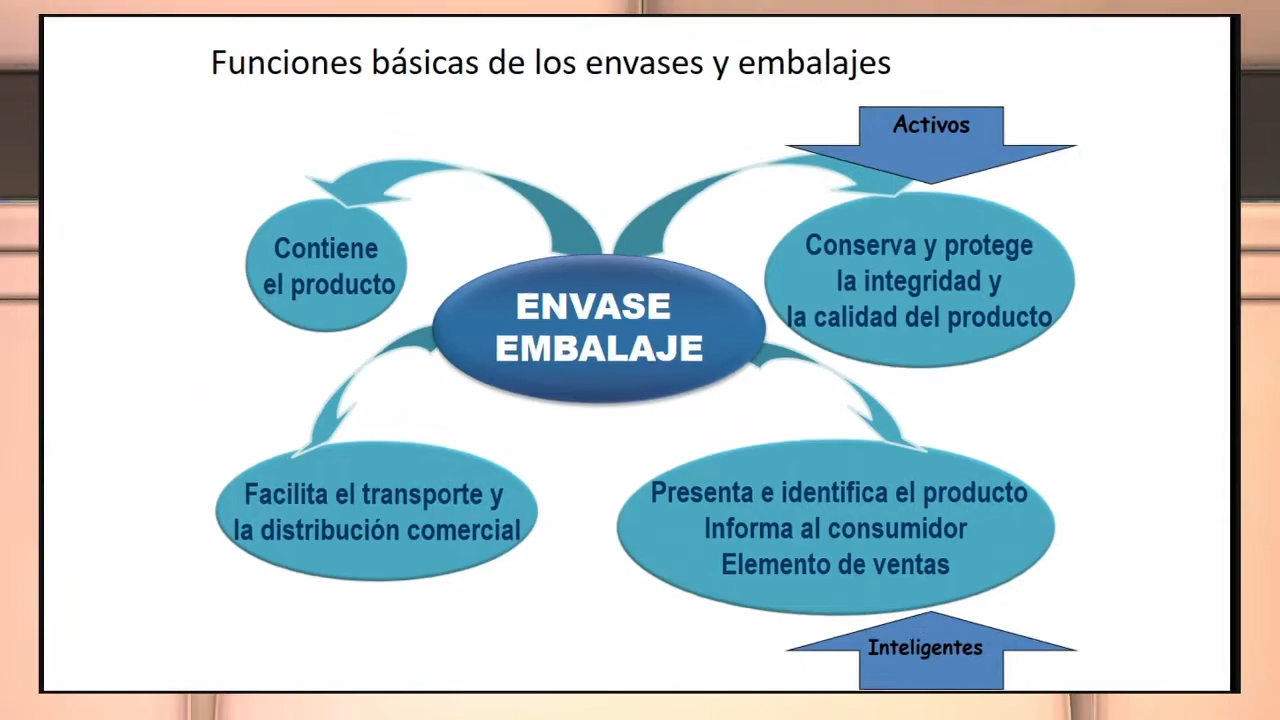 Funciones básicas de los envases y embalajes
Activos
Contiene
el producto
Conserva y protege
la integridad y
la calidad del producto
ENVASE
EMBALAJE
Facilita el transporte y
la distribución comercial
Presenta e identifica el producto
Informa al consumidor
Elemento de ventas
Inteligentes